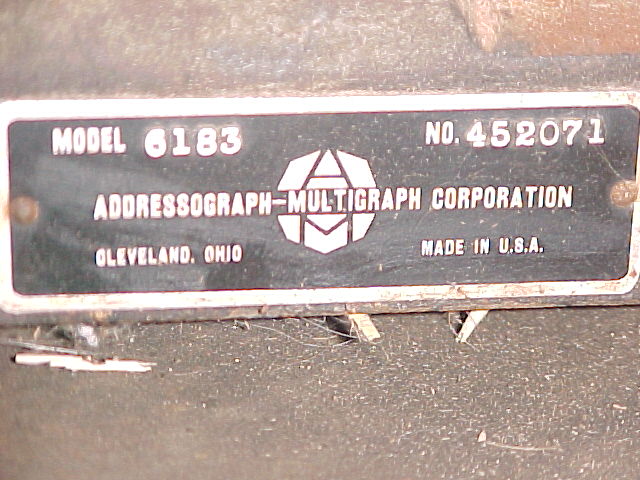 MODEL 6183 NO. 452071
ADDRESSOGRAPH-MULTIGRAPH CORPORATION
CLEVELAND, OHIO MADE IN U.S.A.